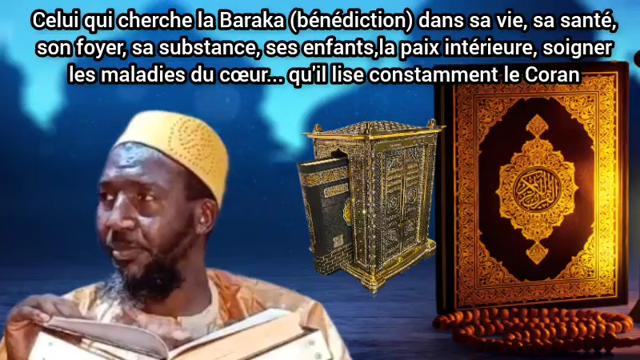 Celui qui cherche la Baraka (bénédiction) dans sa vie, sa santé,
son foyer, sa substance, ses enfants,la paix intérieure, soigner
les maladies du cœur... qu'il lise constamment le Coran